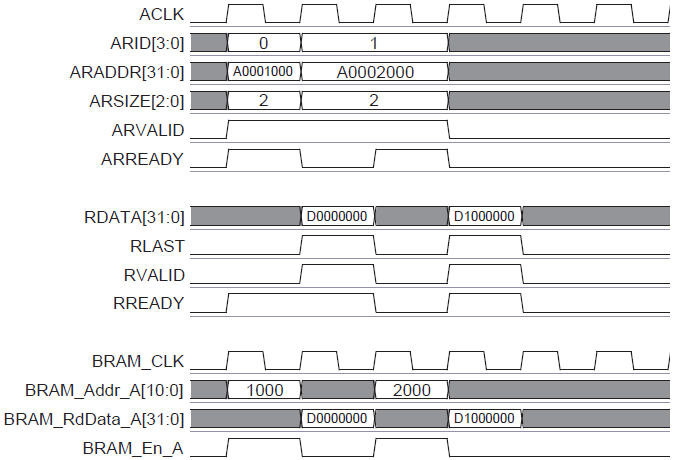 ACLK
ARID[3:0] 0 1
ARADDR[31:0] A0001000 A0002000
ARSIZE[2:0] 2 2
ARVALID
ARREADY
RDATA[31:0] D0000000 D1000000
RLAST
RVALID
RREADY
BRAM_CLK
BRAM_Addr_A[10:0] 1000 2000
BRAM_RdData_A[31:0] D0000000 D1000000
BRAM_En_A